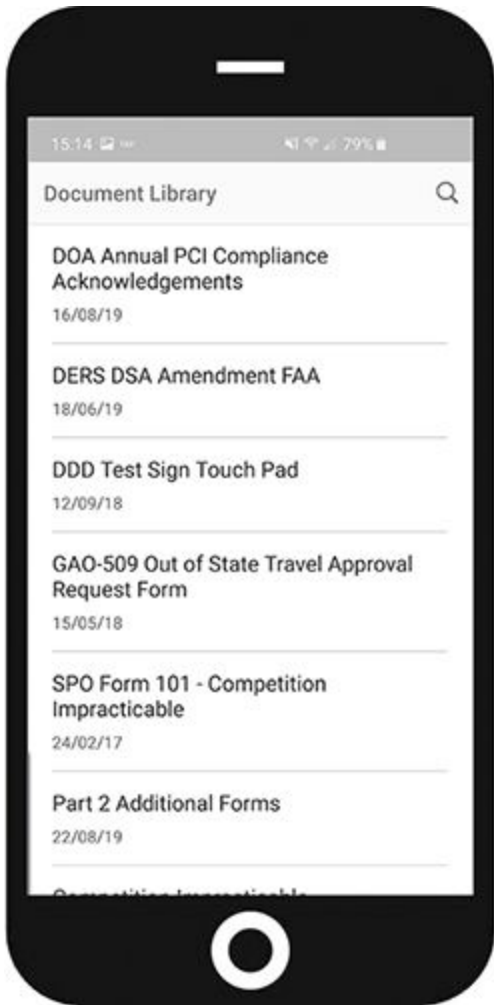 15:14 79%
Document Library
DOA Annual PCI Compliance
Acknowledgements
16/08/19
DERS DSA Amendment FAA
18/06/19
DDD Test Sign Touch Pad
12/09/18
GAO-509 Out of State Travel Approval
Request Form
15/05/18
SPO Form 101 - Competition
Impracticable
24/02/17
Part 2 Additional Forms
22/08/19
Competition Impracticable